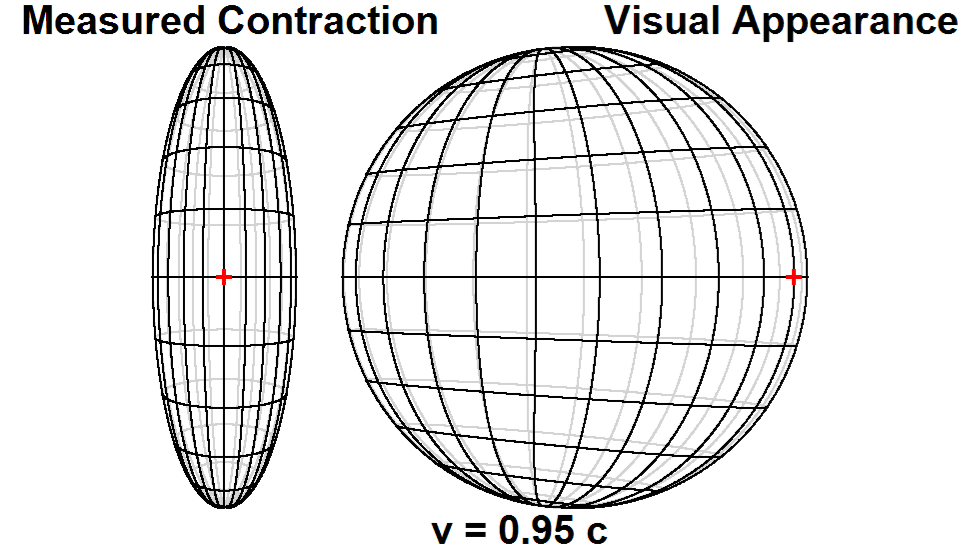 Measured Contraction
Visual Appearance
v = 0.95 c